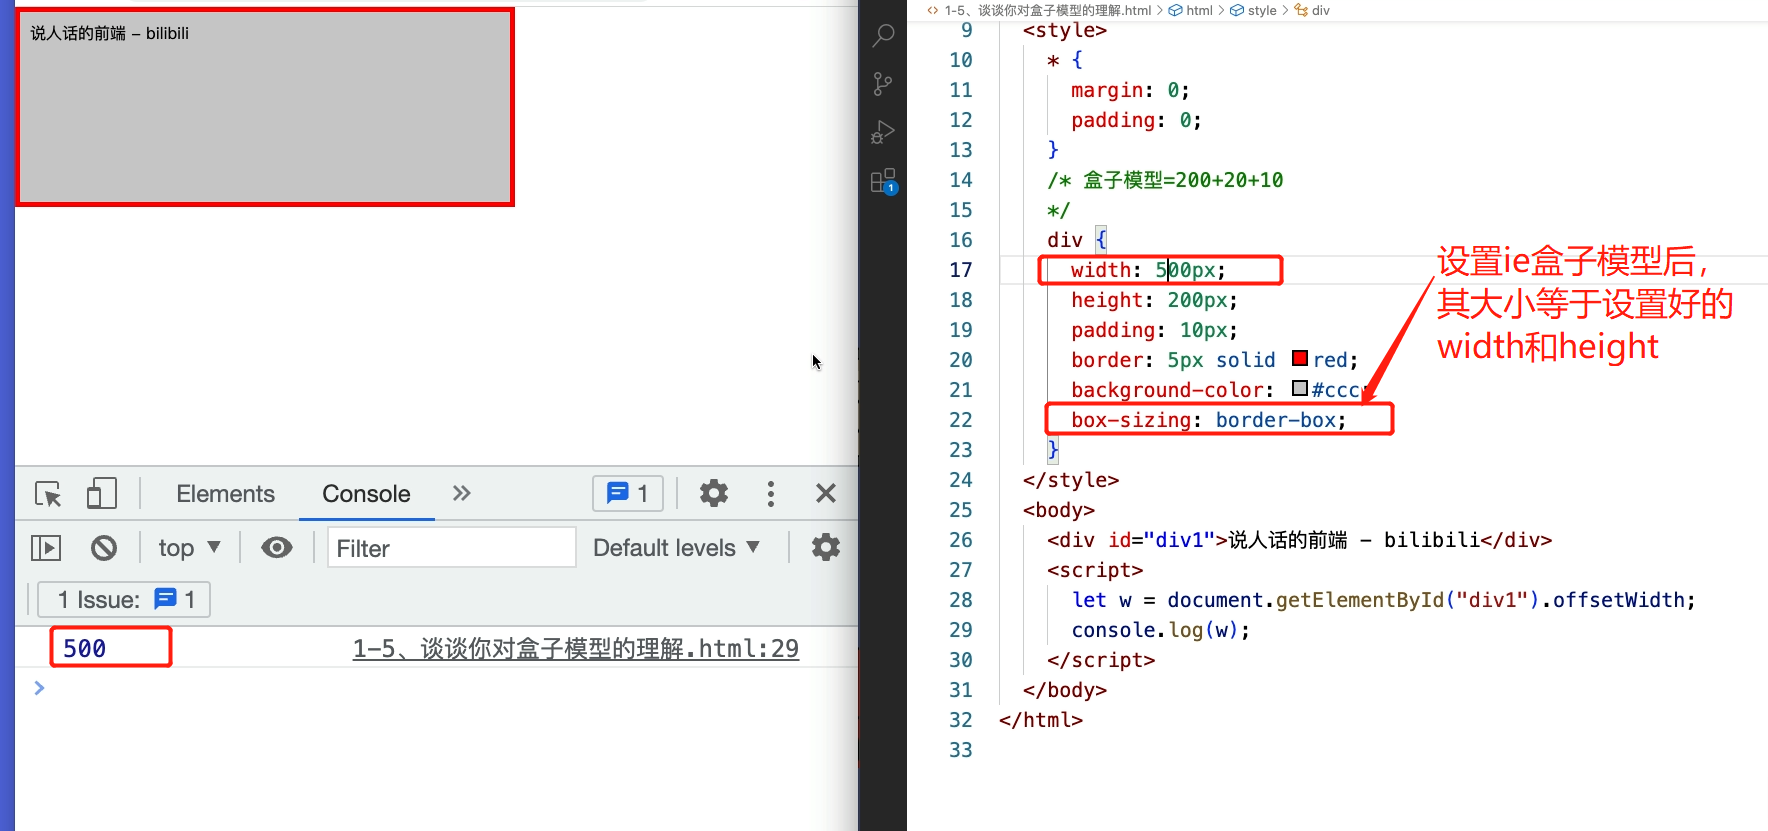 说人话的前端 – bilibili
Elements
Console
1
top
Filter
Default levels
1 Issue:
1
500
1-5、谈谈你对盒子模型的理解.html:29
1
1-5、谈谈你对盒子模型的理解.html > html > style > div
9 <style>
10 * {
11 margin: 0;
12 padding: 0;
13 }
14 /* 盒子模型=200+20+10
15 */
16 div {
17 width: 500px;
18 height: 200px;
19 padding: 10px;
20 border: 5px solid red;
21 background-color: #ccc;
22 box-sizing: border-box;
23 }
24 </style>
25 <body>
26 <div id="div1">说人话的前端 - bilibili</div>
27 <script>
28 let w = document.getElementById("div1").offsetWidth;
29 console.log(w);
30 </script>
31 </body>
32 </html>
33
设置ie盒子模型后,
其大小等于设置好的
width和height